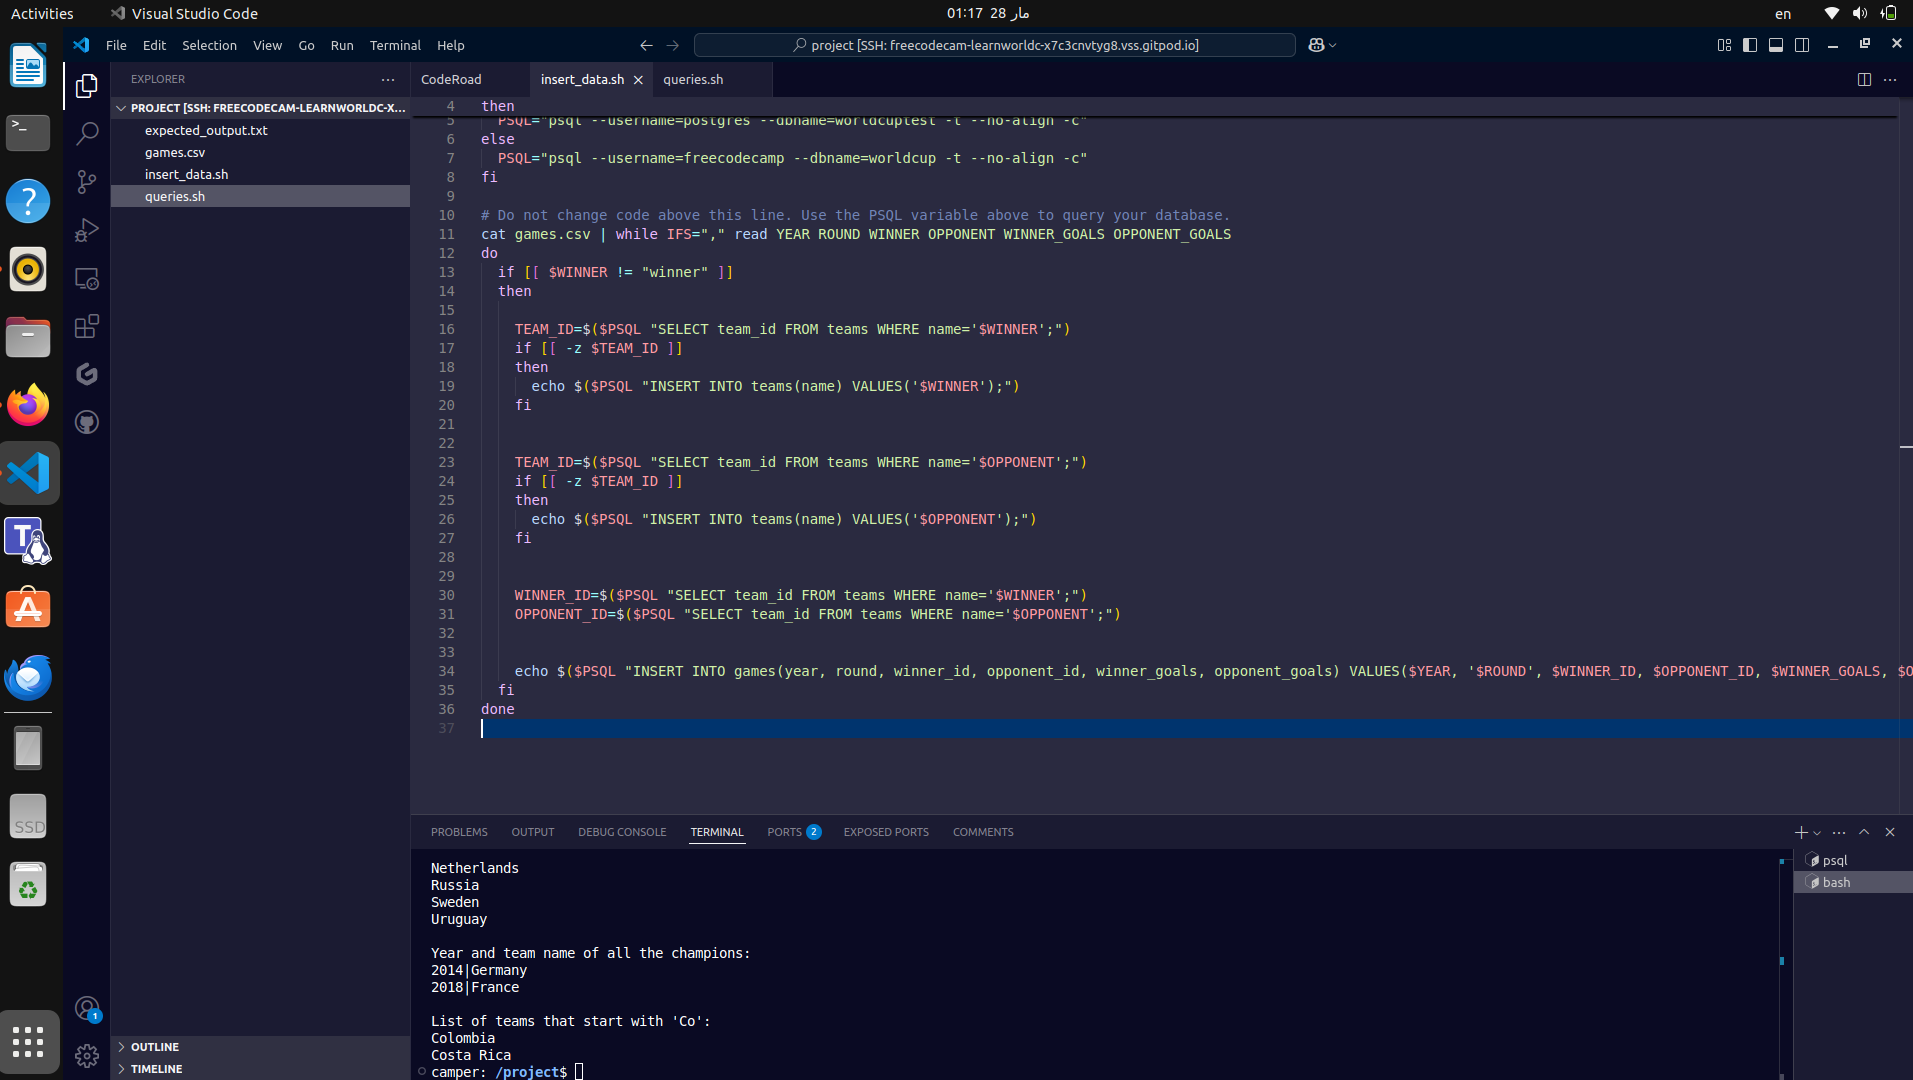 Activities
Visual Studio Code
01:17 28 مار
en
File Edit Selection View Go Run Terminal Help
project [SSH: freecodecam-learnworldc-x7c3cnvtyg8.vss.gitpod.io]
EXPLORER
PROJECT [SSH: FREECODECAM-LEARNWORLDC-X...
expected_output.txt
games.csv
insert_data.sh
queries.sh
OUTLINE
TIMELINE
1
SSD
CodeRoad
insert_data.sh
queries.sh
4 then
5 PSQL="psql --username=postgres --dbname=worldcuptest -t --no-align -c"
6 else
7 PSQL="psql --username=freecodecamp --dbname=worldcup -t --no-align -c"
8 fi
9
10 # Do not change code above this line. Use the PSQL variable above to query your database.
11 cat games.csv | while IFS="," read YEAR ROUND WINNER OPPONENT WINNER_GOALS OPPONENT_GOALS
12 do
13 if [[ $WINNER != "winner" ]]
14 then
15
16 TEAM_ID=$($PSQL "SELECT team_id FROM teams WHERE name='$WINNER';")
17 if [[ -z $TEAM_ID ]]
18 then
19 echo $($PSQL "INSERT INTO teams(name) VALUES('$WINNER');")
20 fi
21
22
23 TEAM_ID=$($PSQL "SELECT team_id FROM teams WHERE name='$OPPONENT';")
24 if [[ -z $TEAM_ID ]]
25 then
26 echo $($PSQL "INSERT INTO teams(name) VALUES('$OPPONENT');")
27 fi
28
29
30 WINNER_ID=$($PSQL "SELECT team_id FROM teams WHERE name='$WINNER';")
31 OPPONENT_ID=$($PSQL "SELECT team_id FROM teams WHERE name='$OPPONENT';")
32
33
34 echo $($PSQL "INSERT INTO games(year, round, winner_id, opponent_id, winner_goals, opponent_goals) VALUES($YEAR, '$ROUND', $WINNER_ID, $OPPONENT_ID, $WINNER_GOALS, $O
35 fi
36 done
37
PROBLEMS OUTPUT DEBUG CONSOLE TERMINAL PORTS 2 EXPOSED PORTS COMMENTS
Netherlands
Russia
Sweden
Uruguay
Year and team name of all the champions:
2014|Germany
2018|France
List of teams that start with 'Co':
Colombia
Costa Rica
camper: /project$
psql
bash